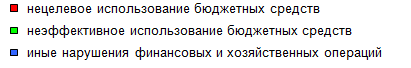 нецелевое использование бюджетных средств
неэффективное использование бюджетных средств
иные нарушения финансовых и хозяйственных операций